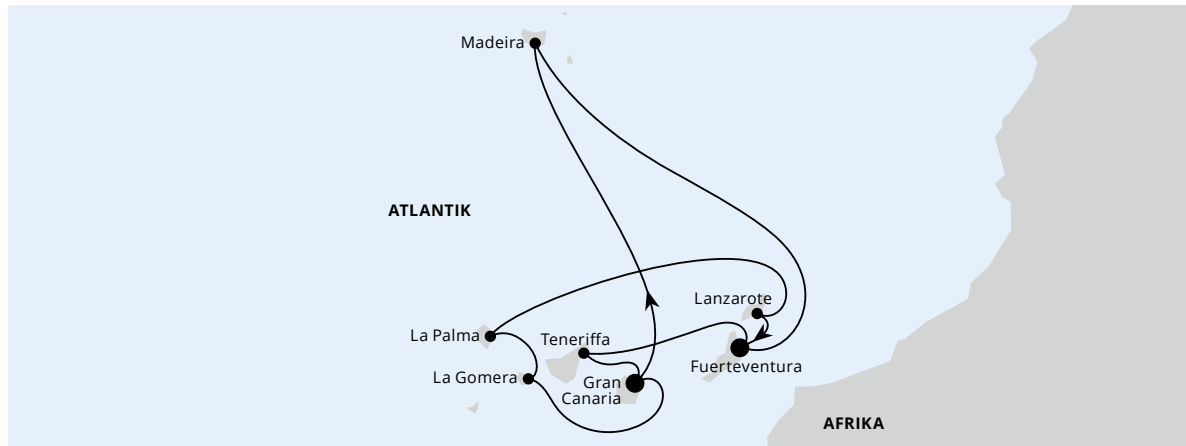 Madeira
ATLANTIK
Lanzarote
La Palma
Teneriffa
Fuerteventura
La Gomera
Gran
Canaria
AFRIKA